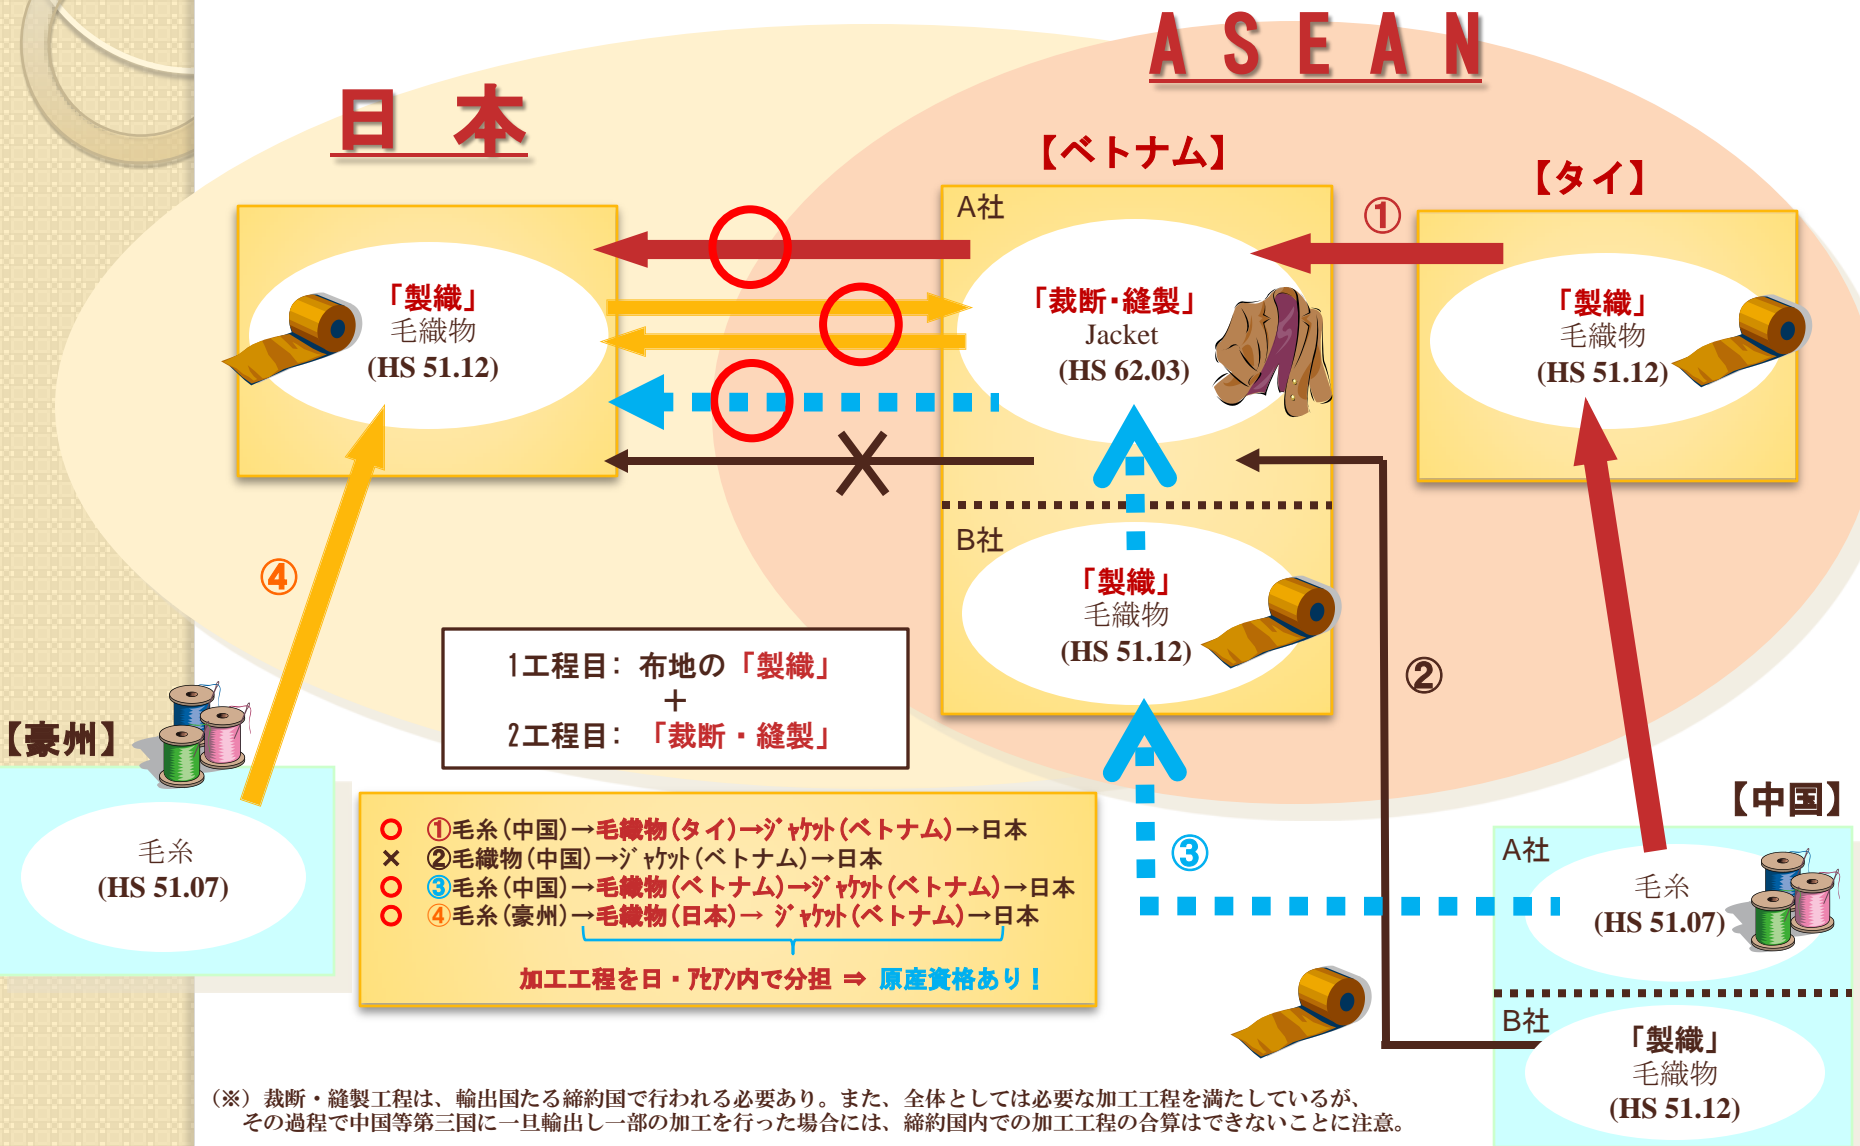 ASEAN
日 本
【ベトナム】
【タイ】
A社
①
「製織」
毛織物
(HS 51.12)
「裁断・縫製」
Jacket
(HS 62.03)
「製織」
毛織物
(HS 51.12)
B社
「製織」
毛織物
(HS 51.12)
④
②
1工程目： 布地の「製織」
＋
2工程目： 「裁断・縫製」
【豪州】
毛糸
(HS 51.07)
【中国】
③
A社
毛糸
(HS 51.07)
B社
「製織」
毛織物
(HS 51.12)
○ ①毛糸(中国)→毛織物(タイ)→ｼﾞｬｹｯﾄ(ベトナム)→日本
× ②毛織物(中国)→ｼﾞｬｹｯﾄ(ベトナム)→日本
○ ③毛糸(中国)→毛織物(ベトナム)→ｼﾞｬｹｯﾄ(ベトナム)→日本
○ ④毛糸(豪州)→毛織物(日本)→ ｼﾞｬｹｯﾄ(ベトナム)→日本
加工工程を日・ｱｾｱﾝ内で分担 ⇒ 原産資格あり！
（※）裁断・縫製工程は、輸出国たる締約国で行われる必要あり。また、全体としては必要な加工工程を満たしているが、
その過程で中国等第三国に一旦輸出し一部の加工を行った場合には、締約国内での加工工程の合算はできないことに注意。